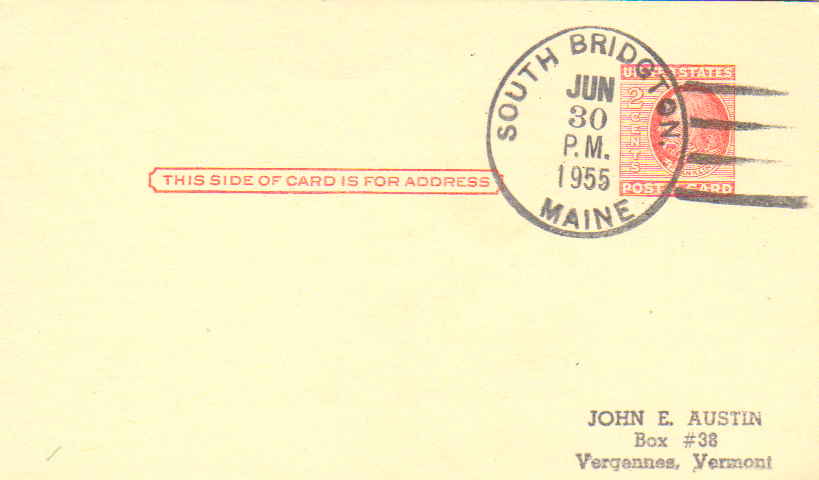 SOUTH BRIDGTON,
JUN
30
P.M.
1955
MAINE
STATES
2 CENTS
POSTAL CARD
THIS SIDE OF CARD IS FOR ADDRESS
JOHN E. AUSTIN
Box #38
Vergennes, Vermont